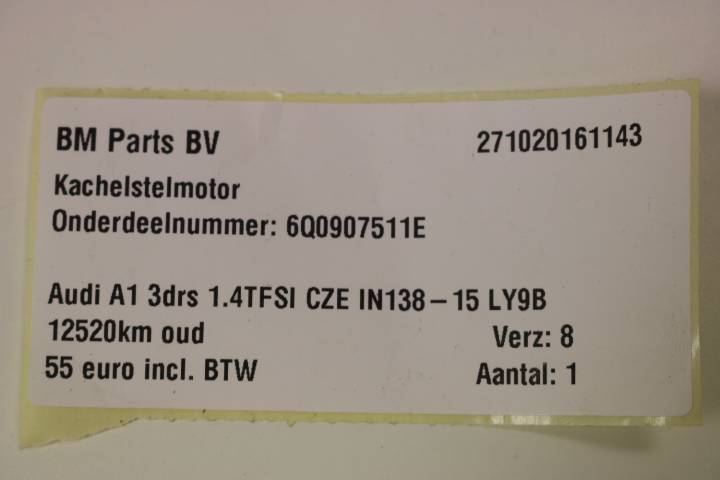 BM Parts BV 271020161143
Kachelstelmotor
Onderdeelnummer: 6Q0907511E
Audi A1 3drs 1.4TFSI CZE IN138-15 LY9B
12520km oud Verz: 8
55 euro incl. BTW Aantal: 1